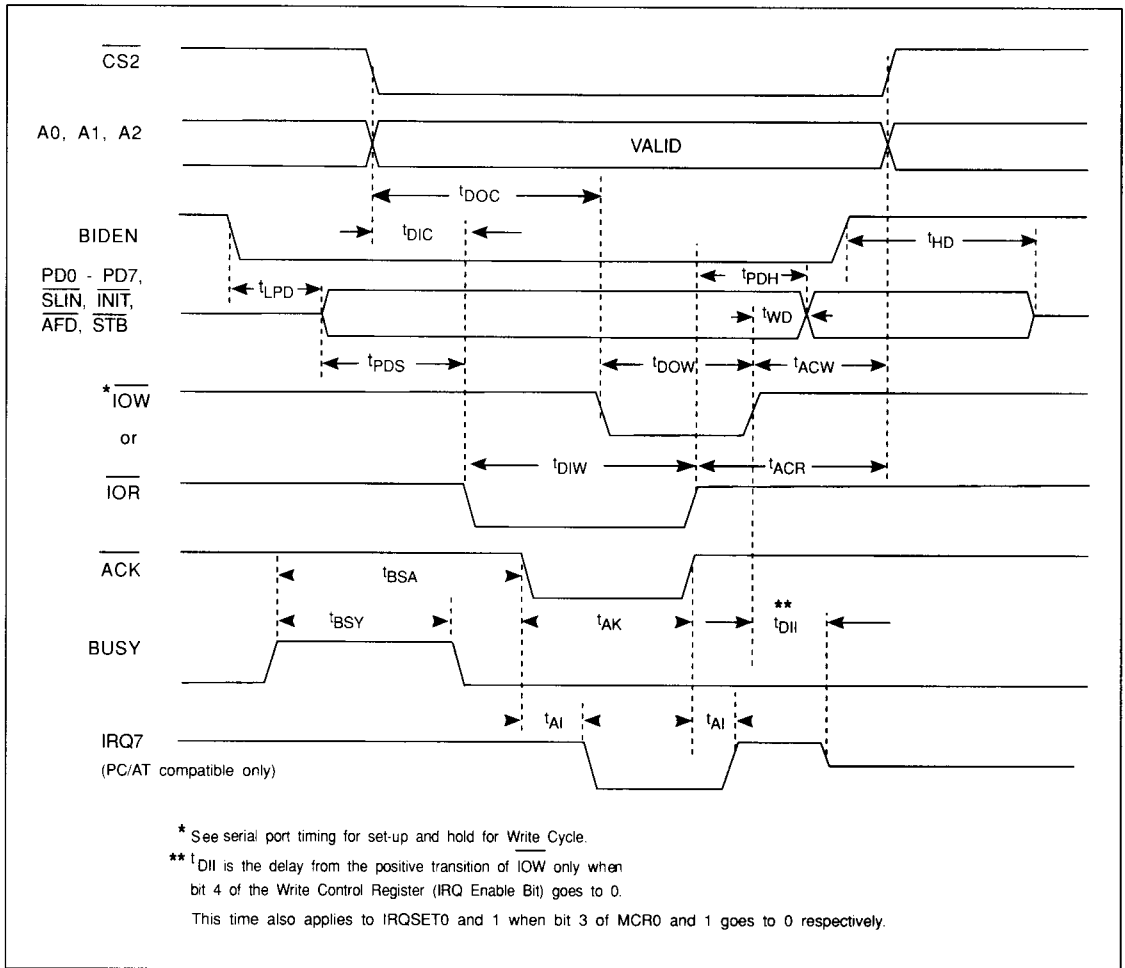 CS2
A0, A1, A2
VALID
tDOC
BIDEN
tDIC
tHD
PD0 - PD7,
SLIN, INIT,
AFD, STB
tLPD
tPDH
tWD
tPDS
tDOW
tACW
*IOW
or
tDIW
tACR
IOR
ACK
tBSA
**
tBSY
tAK
tDII
BUSY
tAI
tAI
IRQ7
(PC/AT compatible only)
* See serial port timing for set-up and hold for Write Cycle.
** tDII is the delay from the positive transition of IOW only when
bit 4 of the Write Control Register (IRQ Enable Bit) goes to 0.
This time also applies to IRQSET0 and 1 when bit 3 of MCR0 and 1 goes to 0 respectively.